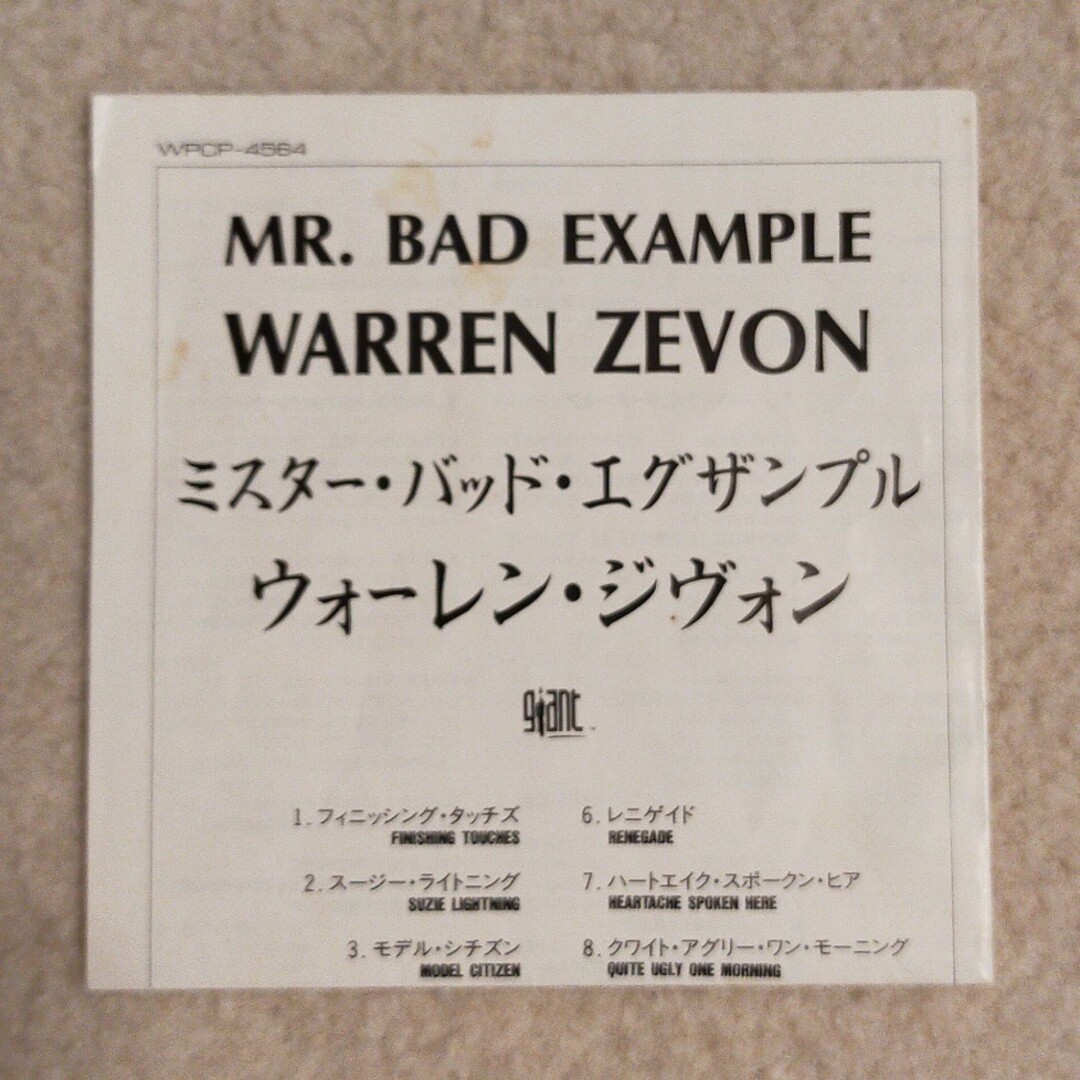 WPCP-4564
MR. BAD EXAMPLE
WARREN ZEVON
ミスター・バッド・エグザンプル
ウォーレン・ジヴォン
giant
1. フィニッシング・タッチズ
FINISHING TOUCHES
2. スージー・ライトニング
SUZIE LIGHTNING
3. モデル・シチズン
MODEL CITIZEN
6. レニゲイド
RENEGADE
7. ハートエイク・スポークン・ヒア
HEARTACHE SPOKEN HERE
8. クワイト・アグリー・ワン・モーニング
QUITE UGLY ONE MORNING